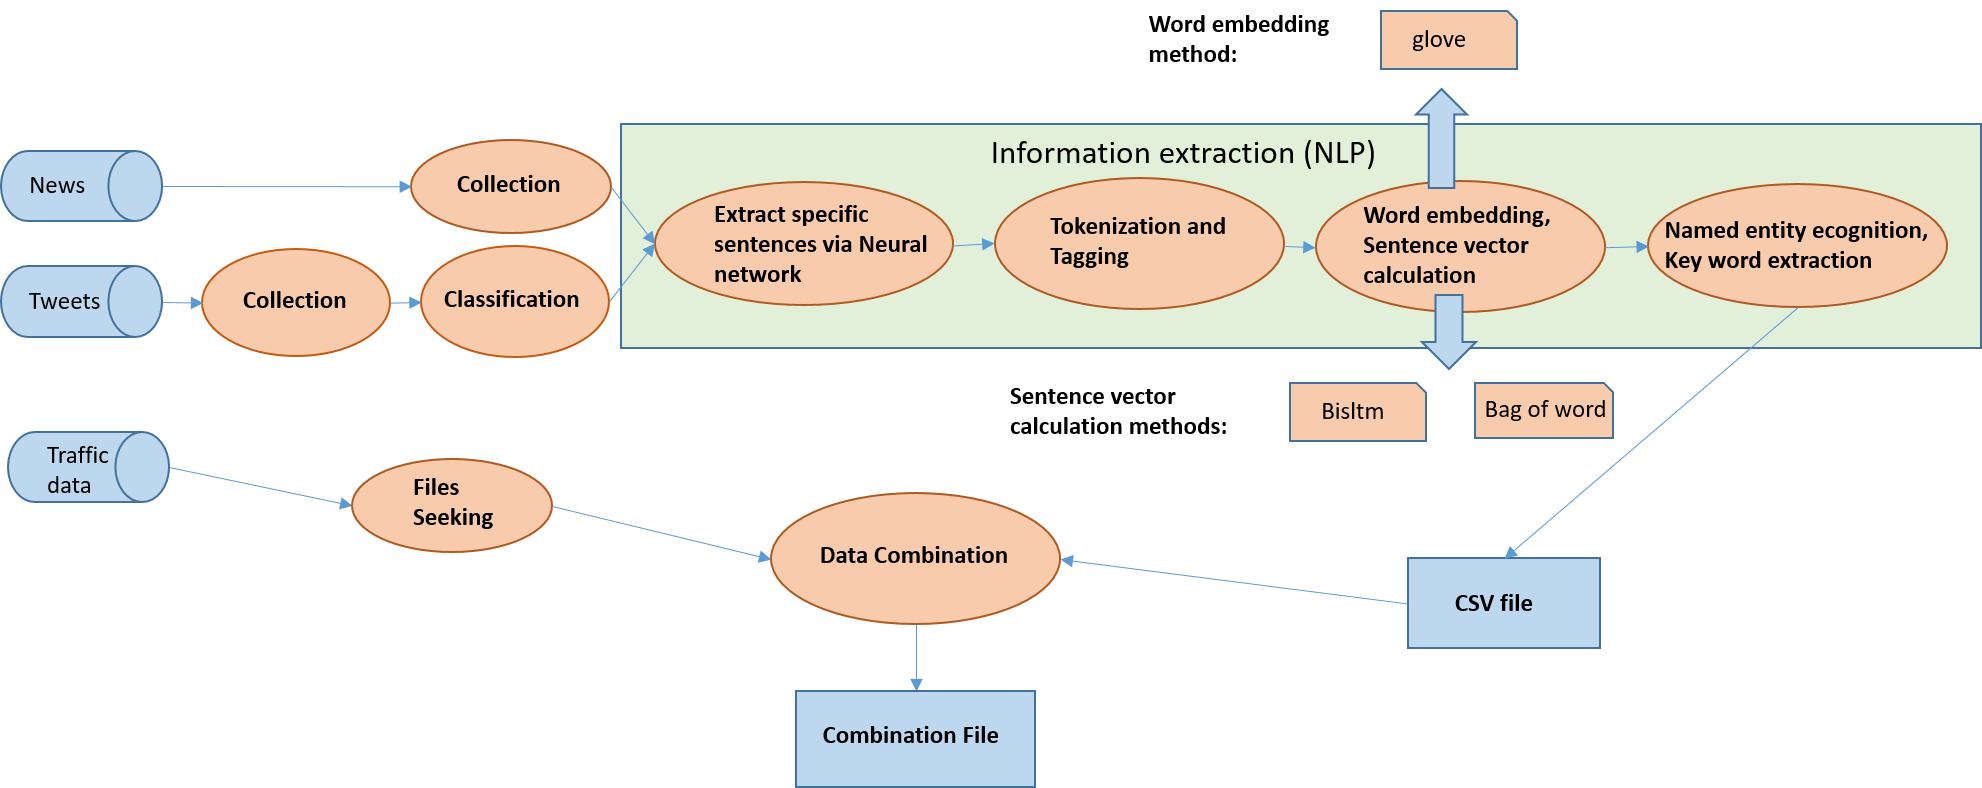 Word embedding
method:
glove
Information extraction (NLP)
News
Collection
Extract specific
sentences via Neural
network
Tokenization and
Tagging
Word embedding,
Sentence vector
calculation
Named entity ecognition,
Key word extraction
Tweets
Collection
Classification
Sentence vector
calculation methods:
Bisltm
Bag of word
Traffic
data
Files
Seeking
Data Combination
CSV file
Combination File